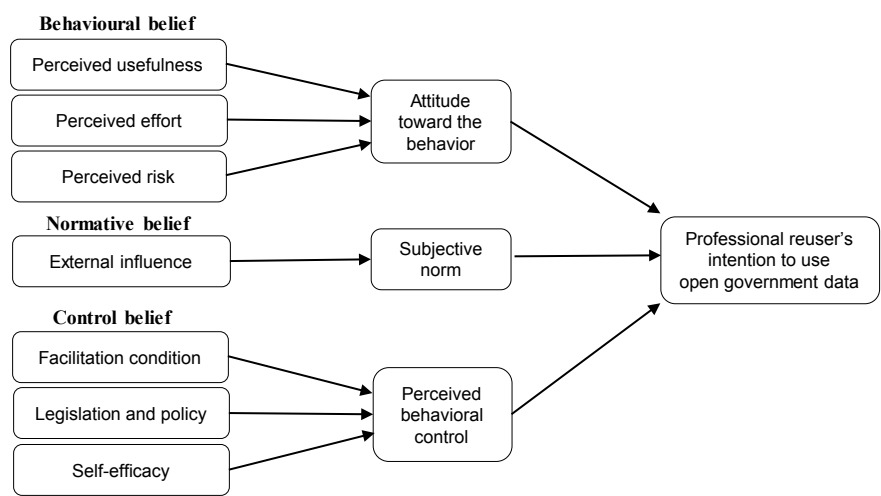 Behavioural belief
Perceived usefulness
Perceived effort
Perceived risk
Attitude
toward the
behavior
Normative belief
External influence
Subjective
norm
Professional reuser's
intention to use
open government data
Control belief
Facilitation condition
Legislation and policy
Self-efficacy
Perceived
behavioral
control